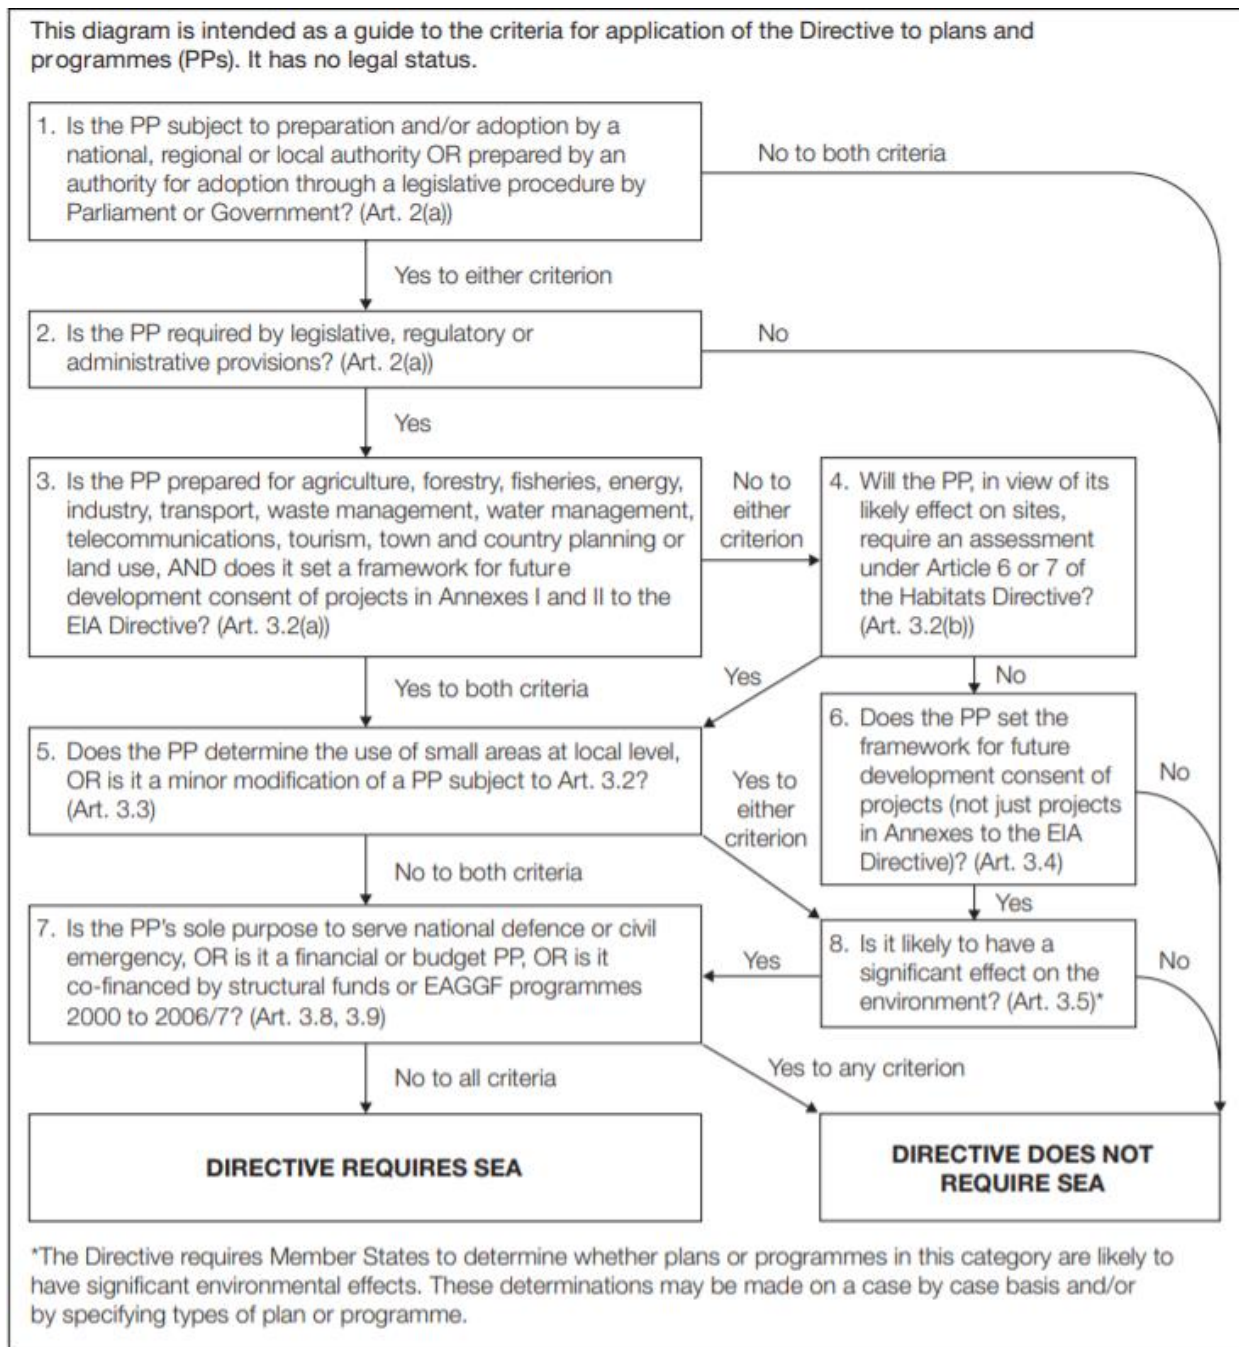 This diagram is intended as a guide to the criteria for application of the Directive to plans and
programmes (PPs). It has no legal status.
1. Is the PP subject to preparation and/or adoption by a
national, regional or local authority OR prepared by an
authority for adoption through a legislative procedure by
Parliament or Government? (Art. 2(a))
No to both criteria
Yes to either criterion
2. Is the PP required by legislative, regulatory or
administrative provisions? (Art. 2(a))
No
Yes
3. Is the PP prepared for agriculture, forestry, fisheries, energy,
industry, transport, waste management, water management,
telecommunications, tourism, town and country planning or
land use, AND does it set a framework for future
development consent of projects in Annexes I and II to the
EIA Directive? (Art. 3.2(a))
No to
either
criterion
4. Will the PP, in view of its
likely effect on sites,
require an assessment
under Article 6 or 7 of
the Habitats Directive?
(Art. 3.2(b))
Yes to both criteria
Yes
No
5. Does the PP determine the use of small areas at local level,
OR is it a minor modification of a PP subject to Art. 3.2?
(Art. 3.3)
Yes to
either
criterion
6. Does the PP set the
framework for future
development consent of
projects (not just projects
in Annexes to the EIA
Directive)? (Art. 3.4)
No
No to both criteria
Yes
7. Is the PP's sole purpose to serve national defence or civil
emergency, OR is it a financial or budget PP, OR is it
co-financed by structural funds or EAGGF programmes
2000 to 2006/7? (Art. 3.8, 3.9)
Yes
8. Is it likely to have a
significant effect on the
environment? (Art. 3.5)*
No
No to all criteria
Yes to any criterion
DIRECTIVE REQUIRES SEA
DIRECTIVE DOES NOT
REQUIRE SEA
*The Directive requires Member States to determine whether plans or programmes in this category are likely to
have significant environmental effects. These determinations may be made on a case by case basis and/or
by specifying types of plan or programme.